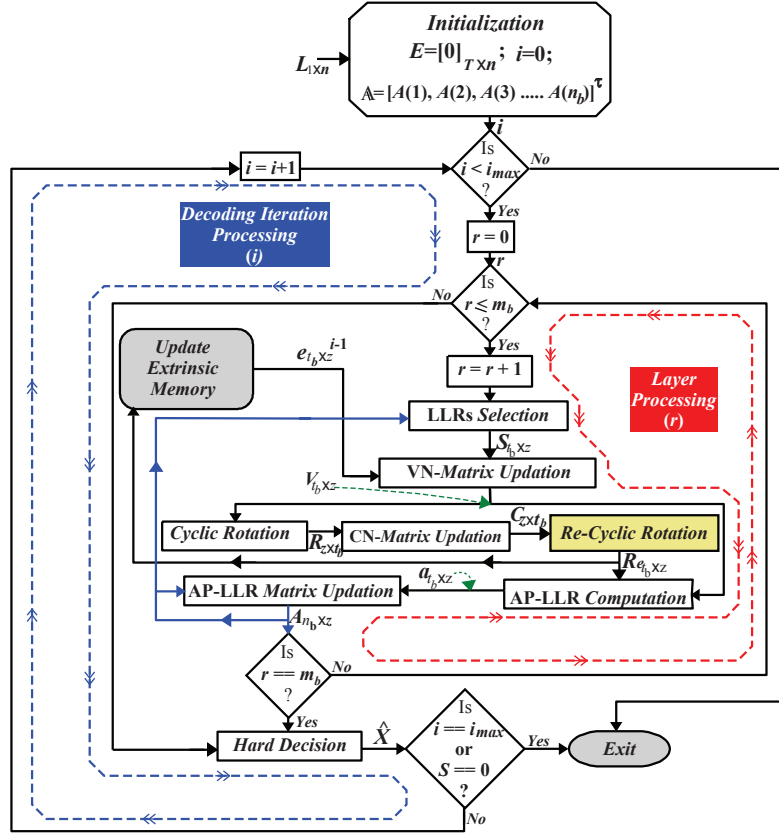 Initialization
E=[0]T×n; i=0;
𝔸=[A(1), A(2), A(3) ..... A(nb)]τ
L1×n
i
i = i+1
Is
i < imax
?
No
Yes
Decoding Iteration
Processing
(i)
r = 0
r
Is
r ≤ mb
?
No
Yes
Update
Extrinsic
Memory
etb×z i-1
r = r + 1
Layer
Processing
(r)
LLRs Selection
Stb×z
VN-Matrix Updation
Vtb×z
Cyclic Rotation
Rz×tb
CN-Matrix Updation
Cz×tb
Re-Cyclic Rotation
Retb×z
atb×z
AP-LLR Matrix Updation
AP-LLR Computation
Anb×z
Is
r == mb
?
No
Yes
Hard Decision
X̂
Is
i == imax
or
S == 0
?
Yes
No
Exit